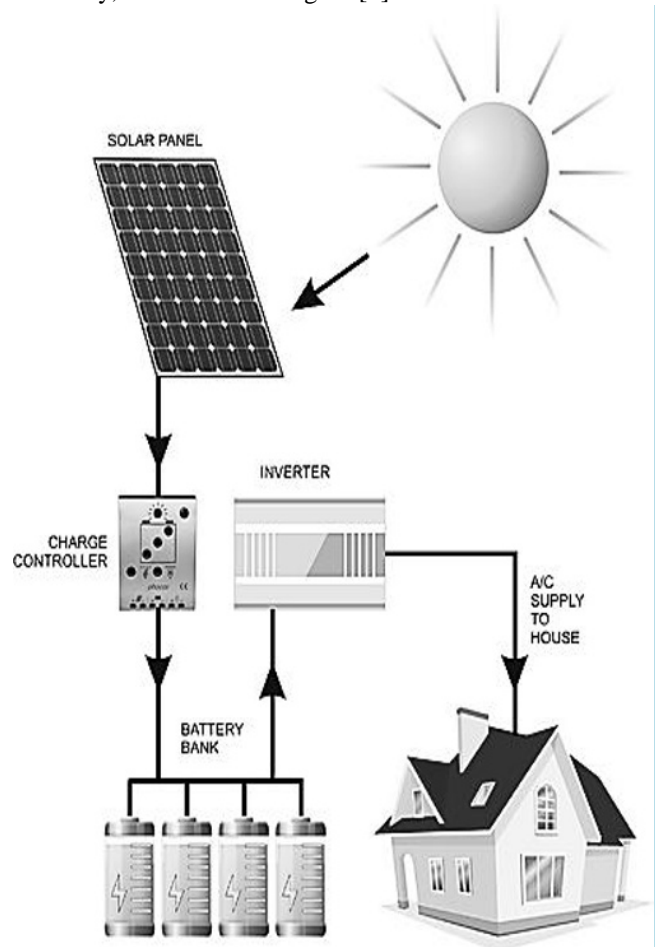 SOLAR PANEL
INVERTER
CHARGE
CONTROLLER
A/C
SUPPLY
TO
HOUSE
BATTERY
BANK